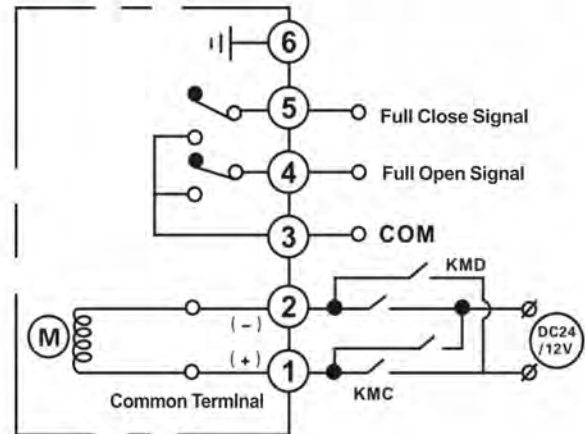 6
5 Full Close Signal
4 Full Open Signal
3 COM
KMD
2
(-)
M
DC24
/12V
(+)
1
Common TermInal
KMC